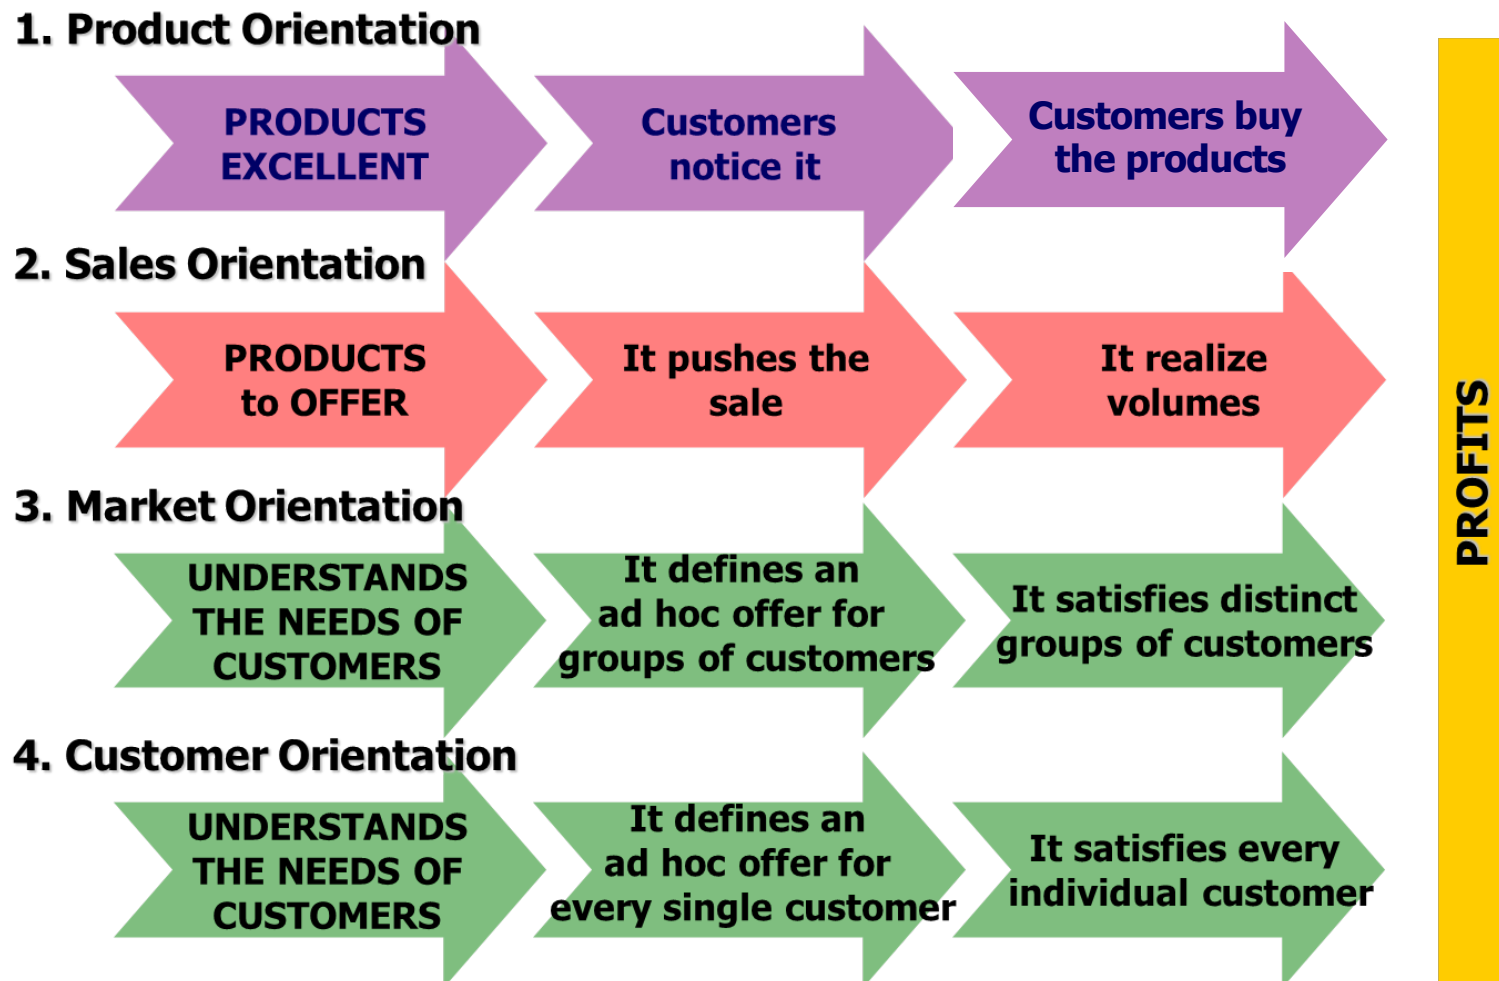 1. Product Orientation
PRODUCTS
EXCELLENT
Customers
notice it
Customers buy
the products
2. Sales Orientation
PRODUCTS
to OFFER
It pushes the
sale
It realize
volumes
3. Market Orientation
UNDERSTANDS
THE NEEDS OF
CUSTOMERS
It defines an
ad hoc offer for
groups of customers
It satisfies distinct
groups of customers
4. Customer Orientation
UNDERSTANDS
THE NEEDS OF
CUSTOMERS
It defines an
ad hoc offer for
every single customer
It satisfies every
individual customer
PROFITS